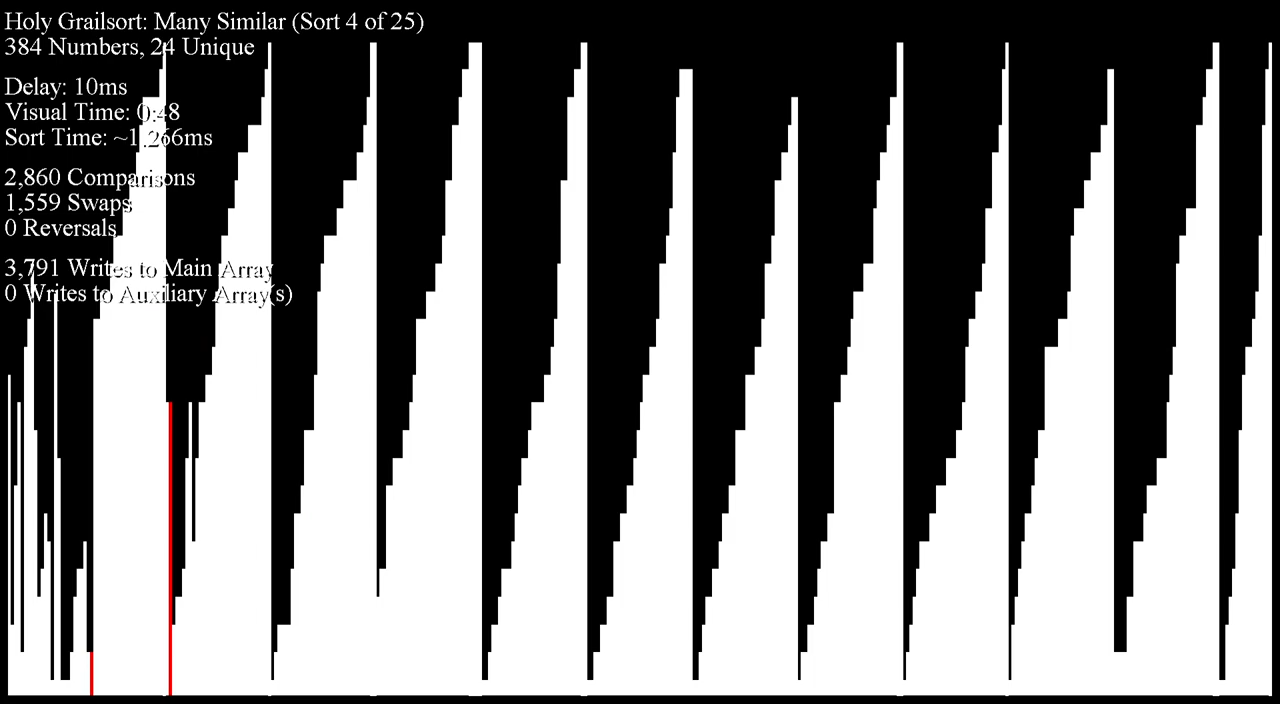 Holy Grailsort: Many Similar (Sort 4 of 25)
384 Numbers, 24 Unique
Delay: 10ms
Visual Time: 0:48
Sort Time: ~1,266ms
2,860 Comparisons
1,559 Swaps
0 Reversals
3,791 Writes to Main Array
0 Writes to Auxiliary Array(s)